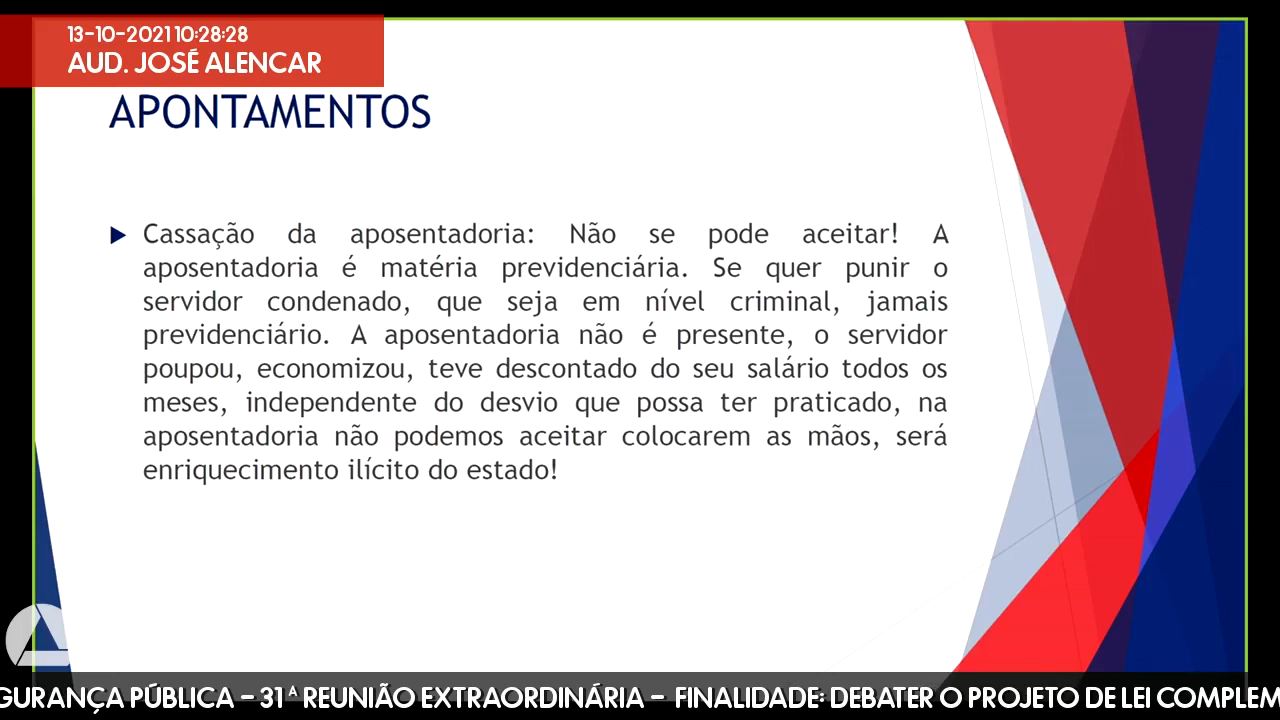 13-10-2021 10:28:28
AUD. JOSÉ ALENCAR
APONTAMENTOS
Cassação da aposentadoria: Não se pode aceitar! A
aposentadoria é matéria previdenciária. Se quer punir o
servidor condenado, que seja em nível criminal, jamais
previdenciário. A aposentadoria não é presente, o servidor
poupou, economizou, teve descontado do seu salário todos os
meses, independente do desvio que possa ter praticado, na
aposentadoria não podemos aceitar colocarem as mãos, será
enriquecimento ilícito do estado!
GURANÇA PÚBLICA - 31ª REUNIÃO EXTRAORDINÁRIA - FINALIDADE: DEBATER O PROJETO DE LEI COMPLEM